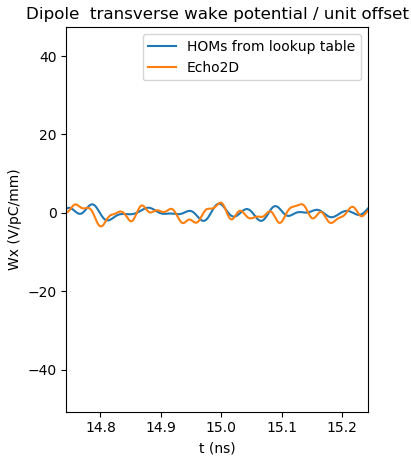 Dipole  transverse wake potential / unit offset
HOMs from lookup table
Echo2D
Wx (V/pC/mm)
40
20
0
−20
−40
14.8 14.9 15.0 15.1 15.2
t (ns)